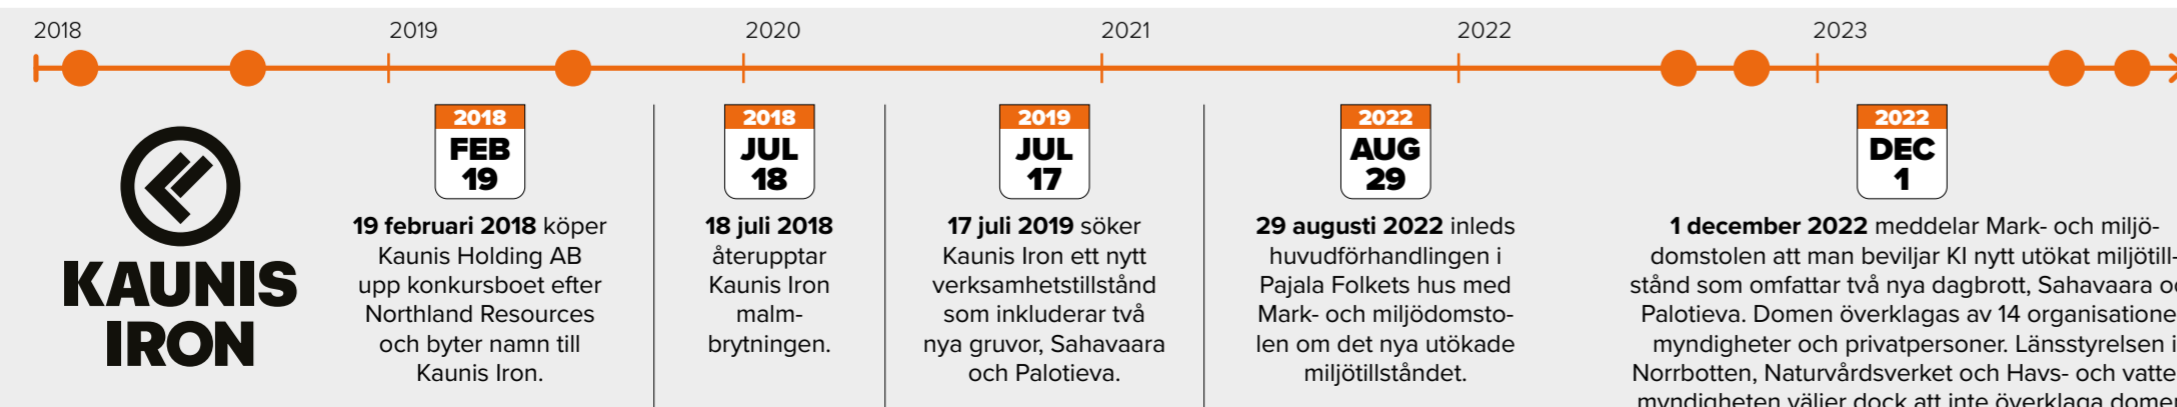 2018
2019
2020
2021
2022
2023
KAUNIS
IRON
2018
FEB
19
19 februari 2018 köper
Kaunis Holding AB
upp konkursboet efter
Northland Resources
och byter namn till
Kaunis Iron.
2018
JUL
18
18 juli 2018
återupptar
Kaunis Iron
malm-
brytningen.
2019
JUL
17
17 juli 2019 söker
Kaunis Iron ett nytt
verksamhetstillstånd
som inkluderar två
nya gruvor, Sahavaara
och Palotieva.
2022
AUG
29
29 augusti 2022 inleds
huvudförhandlingen i
Pajala Folkets hus med
Mark- och miljödomsto-
len om det nya utökade
miljötillståndet.
2022
DEC
1
1 december 2022 meddelar Mark- och miljö-
domstolen att man beviljar KI nytt utökat miljötill-
stånd som omfattar två nya dagbrott, Sahavaara
Palotieva. Domen överklagas av 14
myndigheter och privatpersoner. Länsstyrelsen i
Norrbotten, Naturvårdsverket och Havs- och
myndigheten väljer dock att inte överklaga